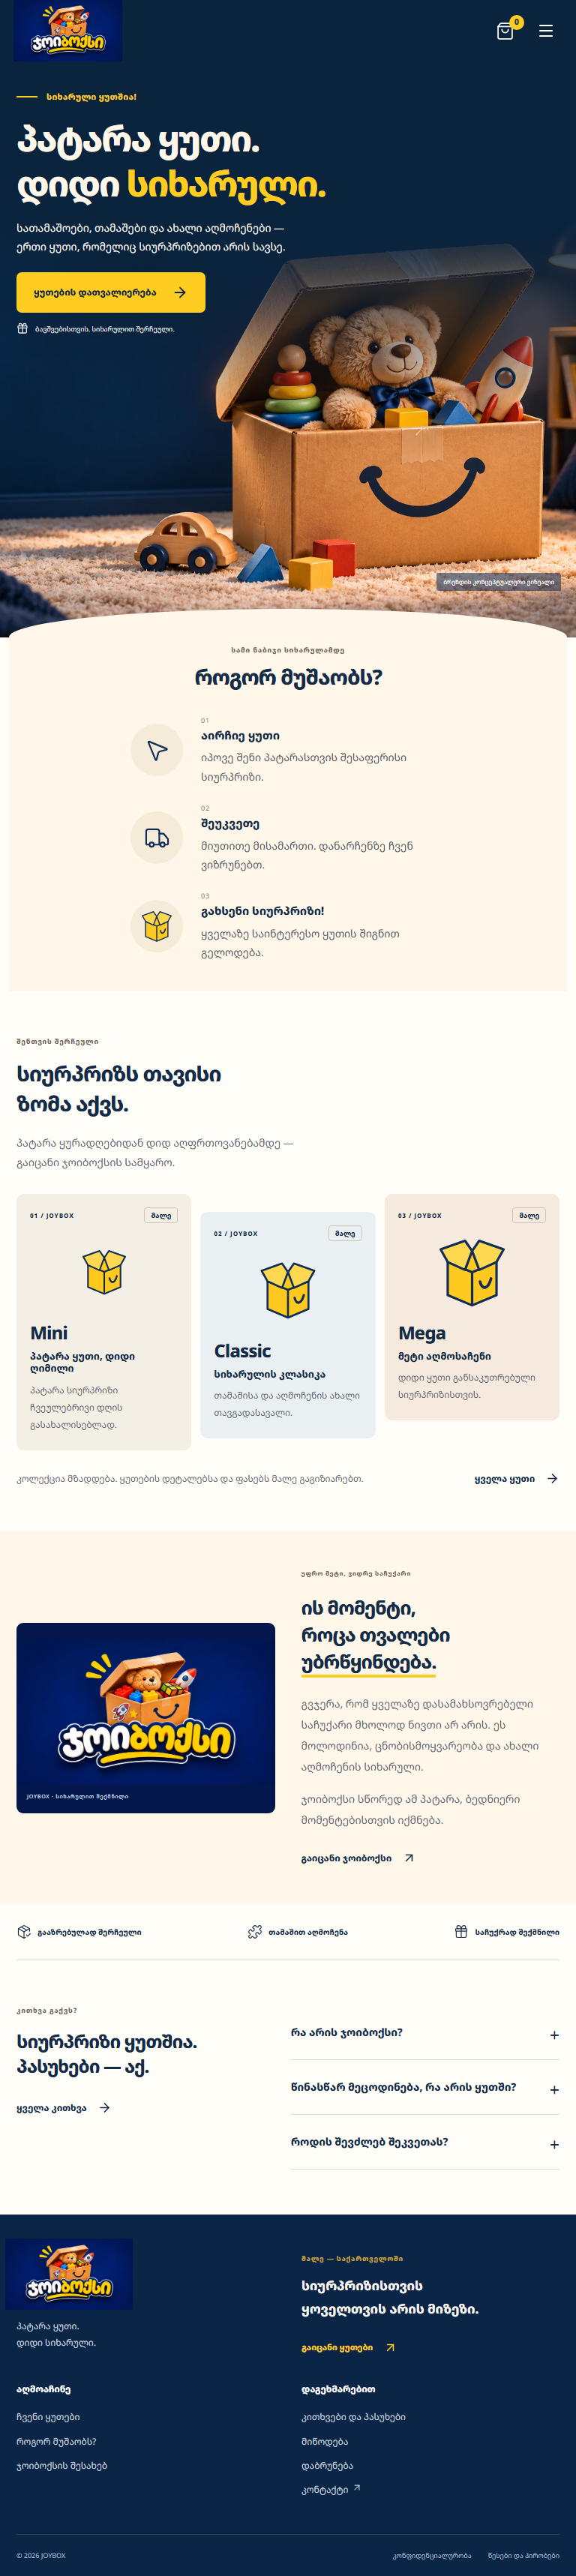 ჯოიბოქსი
0
სიხარული ყუთშია!
პატარა ყუთი.
დიდი სიხარული.
სათამაშოები, თამაშები და ახალი აღმოჩენები —
ერთი ყუთი, რომელიც სიურპრიზებით არის სავსე.
ყუთების დათვალიერება
ბავშვებისთვის. სიხარულით შერჩეული.
ბრენდის კონცეპტუალური ვიზუალი
სამი ნაბიჯი სიხარულამდე
როგორ მუშაობს?
01
აირჩიე ყუთი
იპოვე შენი პატარასთვის შესაფერისი
სიურპრიზი.
02
შეუკვეთე
მიუთითე მისამართი. დანარჩენზე ჩვენ
ვიზრუნებთ.
03
გახსენი სიურპრიზი!
ყველაზე საინტერესო ყუთის შიგნით
გელოდება.
შენთვის შერჩეული
სიურპრიზს თავისი
ზომა აქვს.
პატარა ყურადღებიდან დიდ აღფრთოვანებამდე —
გაიცანი ჯოიბოქსის სამყარო.
01 / JOYBOX
მალე
Mini
პატარა ყუთი, დიდი
ღიმილი
პატარა სიურპრიზი
ჩვეულებრივი დღის
გასახალისებლად.
02 / JOYBOX
მალე
Classic
სიხარულის კლასიკა
თამაშისა და აღმოჩენის ახალი
თავგადასავალი.
03 / JOYBOX
მალე
Mega
მეტი აღმოსაჩენი
დიდი ყუთი განსაკუთრებული
სიურპრიზისთვის.
კოლექცია მზადდება. ყუთების დეტალებსა და ფასებს მალე გაგიზიარებთ.
ყველა ყუთი
უფრო მეტი, ვიდრე საჩუქარი
ის მომენტი,
როცა თვალები
უბრწყინდება.
გვჯერა, რომ ყველაზე დასამახსოვრებელი
საჩუქარი მხოლოდ ნივთი არ არის. ეს
მოლოდინია, ცნობისმოყვარეობა და ახალი
აღმოჩენის სიხარული.
ჯოიბოქსი სწორედ ამ პატარა, ბედნიერი
მომენტებისთვის იქმნება.
გაიცანი ჯოიბოქსი
ჯოიბოქსი
JOYBOX · სიხარულით შექმნილი
გააზრებულად შერჩეული
თამაშით აღმოჩენა
საჩუქრად შექმნილი
კითხვა გაქვს?
სიურპრიზი ყუთშია.
პასუხები — აქ.
ყველა კითხვა
რა არის ჯოიბოქსი?
წინასწარ მეცოდინება, რა არის ყუთში?
როდის შევძლებ შეკვეთას?
ჯოიბოქსი
პატარა ყუთი.
დიდი სიხარული.
მალე — საქართველოში
სიურპრიზისთვის
ყოველთვის არის მიზეზი.
გაიცანი ყუთები
აღმოაჩინე
ჩვენი ყუთები
როგორ მუშაობს?
ჯოიბოქსის შესახებ
დაგეხმარებით
კითხვები და პასუხები
მიწოდება
დაბრუნება
კონტაქტი
© 2026 JOYBOX
კონფიდენციალურობა
წესები და პირობები